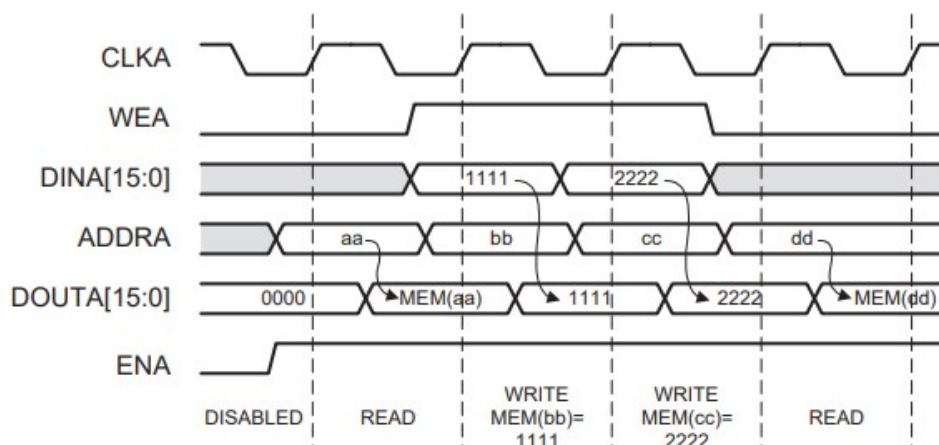 CLKA
WEA
DINA[15:0] 1111 2222
ADDRA aa bb cc dd
DOUTA[15:0] 0000 MEM(aa) 1111 2222 MEM(dd)
ENA
DISABLED READ WRITE MEM(bb)= 1111 WRITE MEM(cc)= 2222 READ